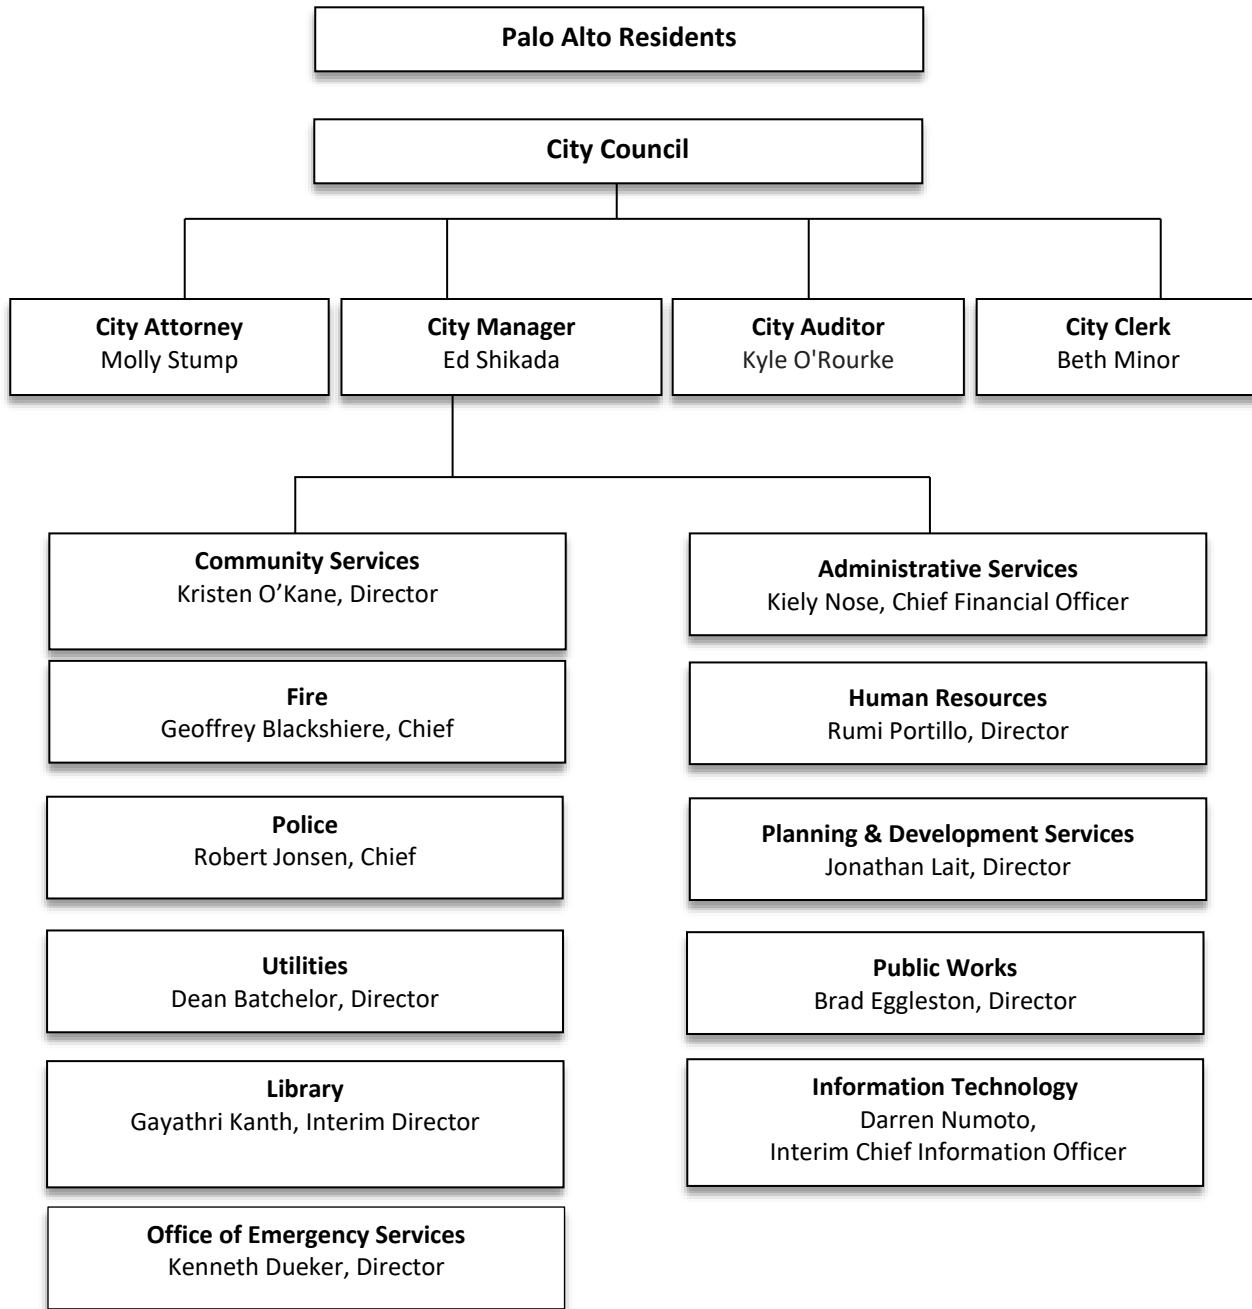 Palo Alto Residents
City Council
City Attorney
Molly Stump
City Manager
Ed Shikada
City Auditor
Kyle O'Rourke
City Clerk
Beth Minor
Community Services
Kristen O’Kane, Director
Fire
Geoffrey Blackshiere, Chief
Police
Robert Jonsen, Chief
Utilities
Dean Batchelor, Director
Library
Gayathri Kanth, Interim Director
Office of Emergency Services
Kenneth Dueker, Director
Administrative Services
Kiely Nose, Chief Financial Officer
Human Resources
Rumi Portillo, Director
Planning & Development Services
Jonathan Lait, Director
Public Works
Brad Eggleston, Director
Information Technology
Darren Numoto,
Interim Chief Information Officer